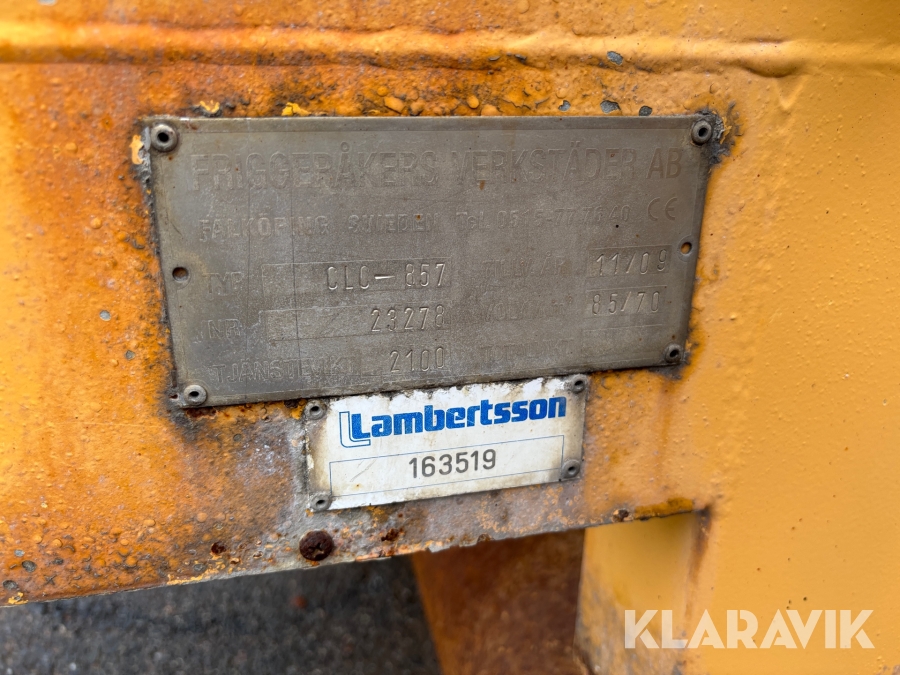 FRIGGERÅKERS VERKSTÄDER AB
FALKÖPING SWEDEN Tel. 0515-777640 CE
TYP CLC-857 11/09
NR 23278 85/70
TJÄNSTEVIKT 2100
Lambertsson
163519
KLARAVIK